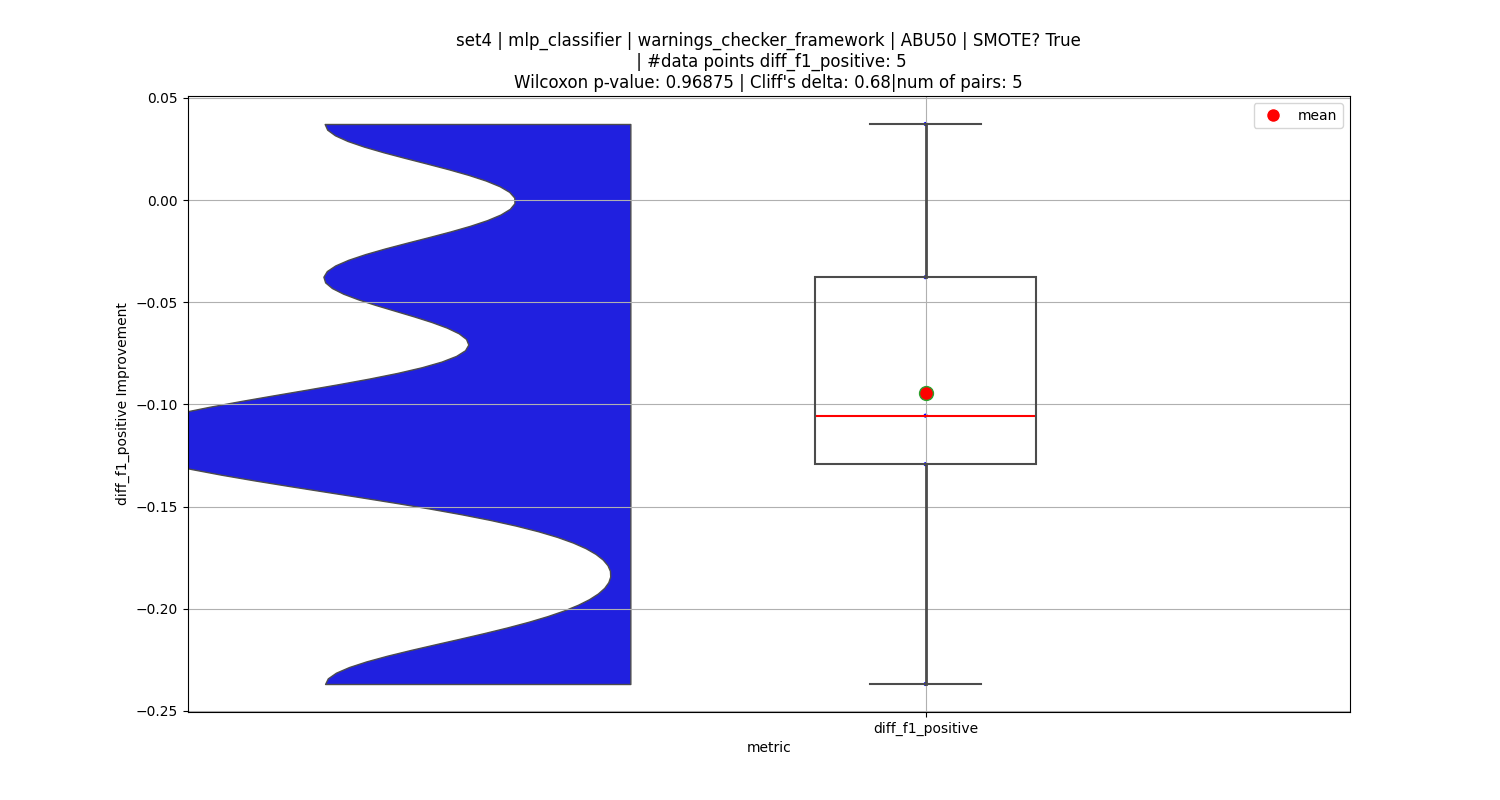 set4 | mlp_classifier | warnings_checker_framework | ABU50 | SMOTE? True
| #data points diff_f1_positive: 5
Wilcoxon p-value: 0.96875 | Cliff's delta: 0.68|num of pairs: 5
mean
0.05
0.00
−0.05
−0.10
−0.15
−0.20
−0.25
diff_f1_positive Improvement
diff_f1_positive
metric